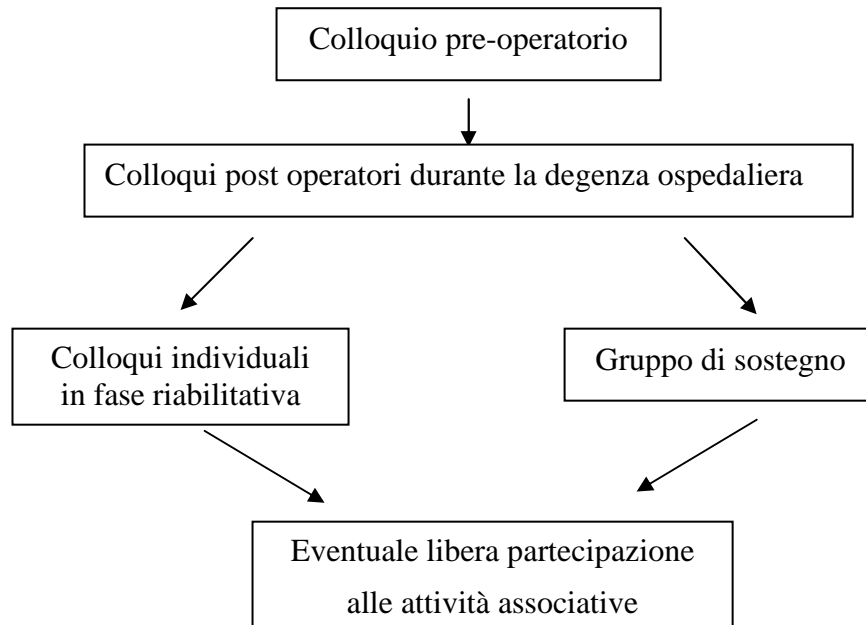 Colloquio pre-operatorio
Colloqui post operatori durante la degenza ospedaliera
Colloqui individuali
in fase riabilitativa
Gruppo di sostegno
Eventuale libera partecipazione
alle attività associative